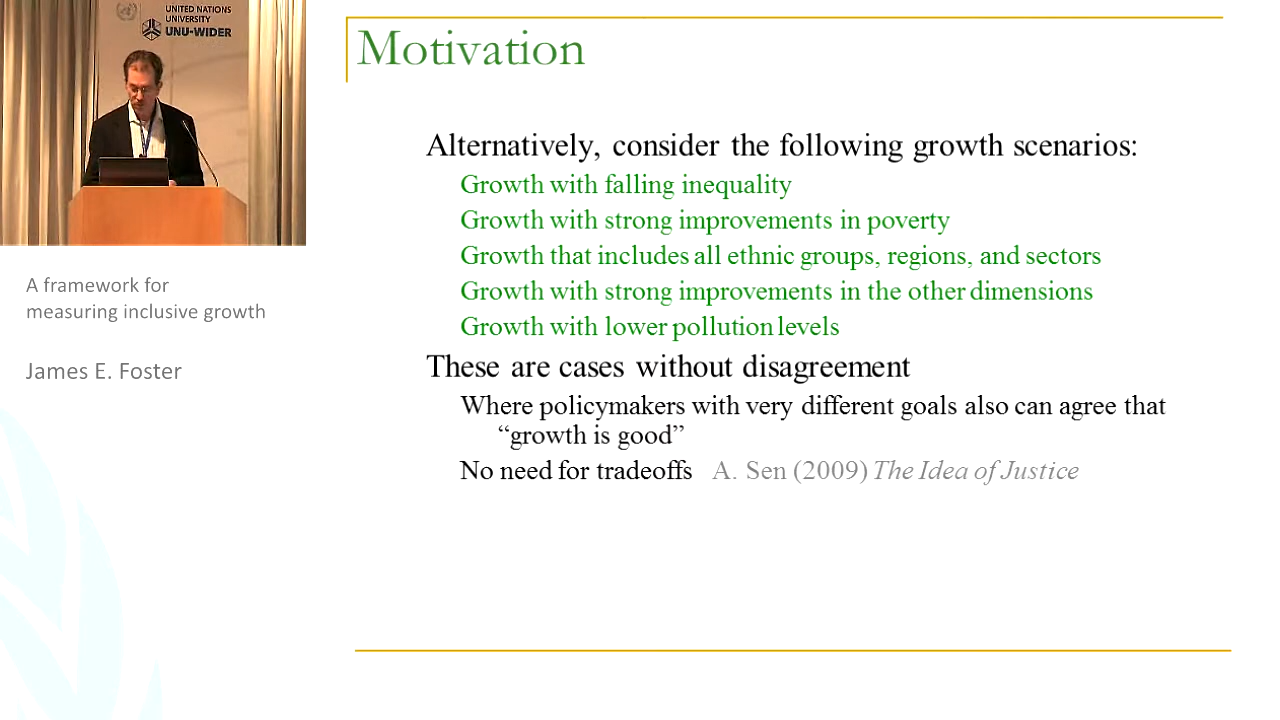 UNITED NATIONS
UNIVERSITY
UNU-WIDER
A framework for
measuring inclusive growth
James E. Foster
Motivation
Alternatively, consider the following growth scenarios:
Growth with falling inequality
Growth with strong improvements in poverty
Growth that includes all ethnic groups, regions, and sectors
Growth with strong improvements in the other dimensions
Growth with lower pollution levels
These are cases without disagreement
Where policymakers with very different goals also can agree that
“growth is good”
No need for tradeoffs A. Sen (2009) The Idea of Justice